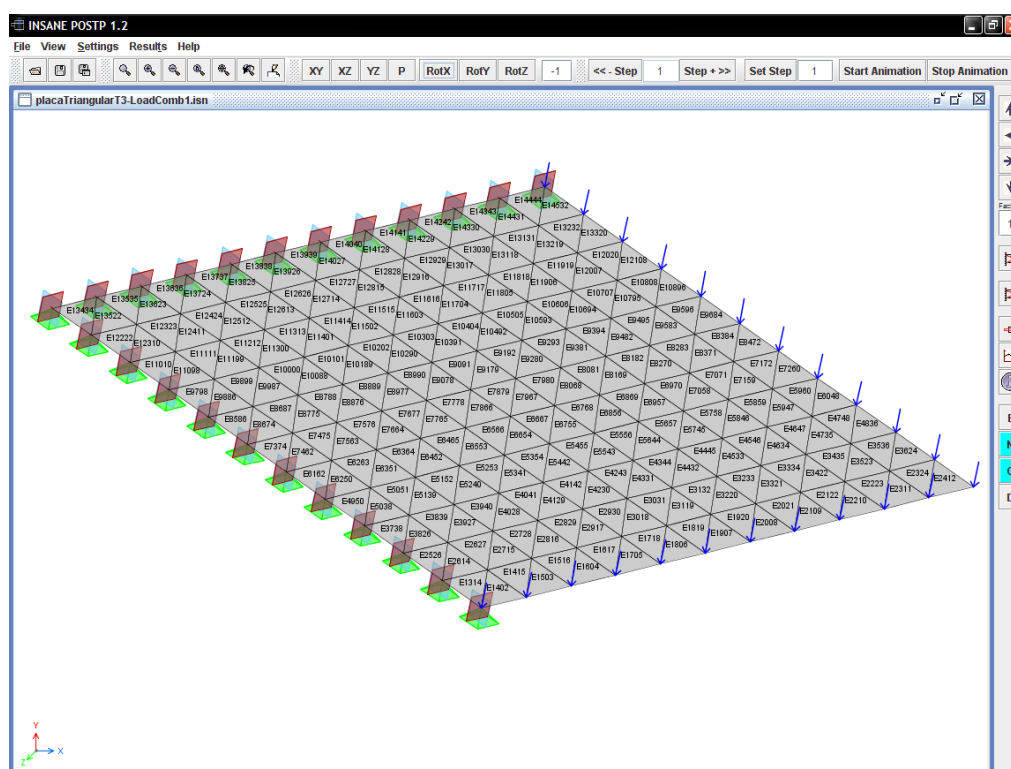 INSANE POSTP 1.2
File View Settings Results Help
XY XZ YZ P RotX RotY RotZ -1 << - Step 1 Step + >> Set Step 1 Start Animation Stop Animation
placaTriangularT3-LoadComb1.isn
E13434 E13522 E13535 E13623 E13636 E13724 E13737 E13825 E13838 E13926 E13939 E14027 E14040 E14128 E14141 E14229 E14242 E14330 E14343 E14431 E14444 E14532
E12222 E12310 E12323 E12411 E12424 E12512 E12525 E12613 E12626 E12714 E12727 E12815 E12828 E12916 E12929 E13017 E13030 E13118 E13131 E13219 E13232 E13320
E11010 E11098 E11111 E11199 E11212 E11300 E11313 E11401 E11414 E11502 E11515 E11603 E11616 E11704 E11717 E11805 E11818 E11906 E11919 E12007 E12020 E12108
E9798 E9886 E9899 E9987 E10000 E10088 E10101 E10189 E10202 E10290 E10303 E10391 E10404 E10492 E10505 E10593 E10606 E10694 E10707 E10795 E10808 E10896
E8586 E8674 E8687 E8775 E8788 E8876 E8889 E8977 E8990 E9078 E9091 E9179 E9192 E9280 E9293 E9381 E9394 E9482 E9495 E9583 E9596 E9684
E7374 E7462 E7475 E7563 E7576 E7664 E7677 E7765 E7778 E7866 E7879 E7967 E7980 E8068 E8081 E8169 E8182 E8270 E8283 E8371 E8384 E8472
E6162 E6250 E6263 E6351 E6364 E6452 E6465 E6553 E6566 E6654 E6667 E6755 E6768 E6856 E6869 E6957 E6970 E7058 E7071 E7159 E7172 E7260
E4950 E5038 E5051 E5139 E5152 E5240 E5253 E5341 E5354 E5442 E5455 E5543 E5556 E5644 E5657 E5745 E5758 E5846 E5859 E5947 E5960 E6048
E3738 E3826 E3839 E3927 E3940 E4028 E4041 E4129 E4142 E4230 E4243 E4331 E4344 E4432 E4445 E4533 E4546 E4634 E4647 E4735 E4748 E4836
E2526 E2614 E2627 E2715 E2728 E2816 E2829 E2917 E2930 E3018 E3031 E3119 E3132 E3220 E3233 E3321 E3334 E3422 E3435 E3523 E3536 E3624
E1314 E1402 E1415 E1503 E1516 E1604 E1617 E1705 E1718 E1806 E1819 E1907 E1920 E2008 E2021 E2109 E2122 E2210 E2223 E2311 E2324 E2412
Y
X
Z